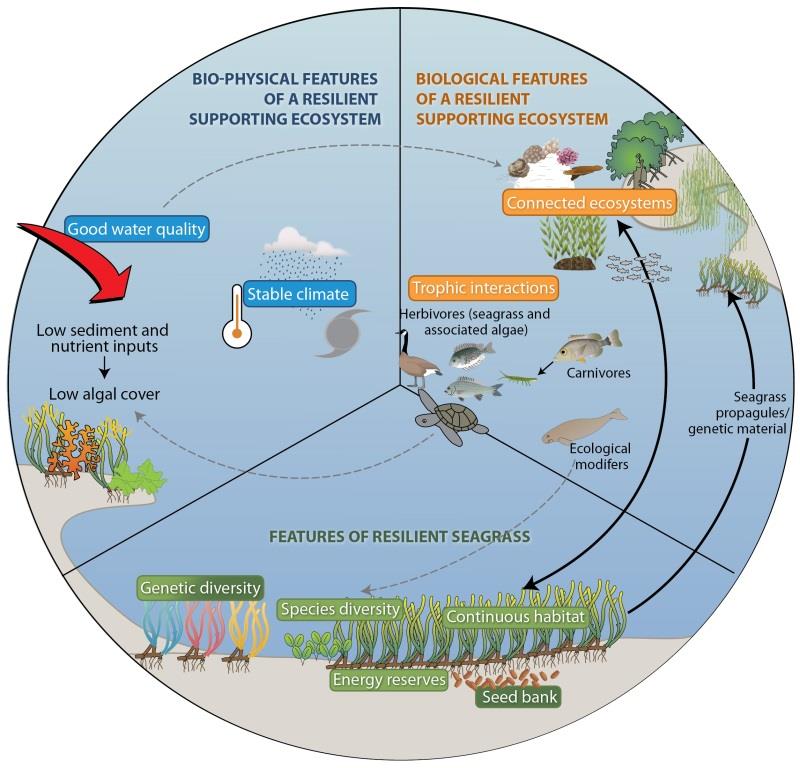 BIO-PHYSICAL FEATURES
OF A RESILIENT
SUPPORTING ECOSYSTEM
BIOLOGICAL FEATURES
OF A RESILIENT
SUPPORTING ECOSYSTEM
Connected ecosystems
Good water quality
Stable climate
Trophic interactions
Herbivores (seagrass and
associated algae)
Low sediment and
nutrient inputs
Low algal cover
Carnivores
Seagrass
propagules/
genetic material
Ecological
modifers
FEATURES OF RESILIENT SEAGRASS
Genetic diversity
Species diversity
Continuous habitat
Energy reserves
Seed bank